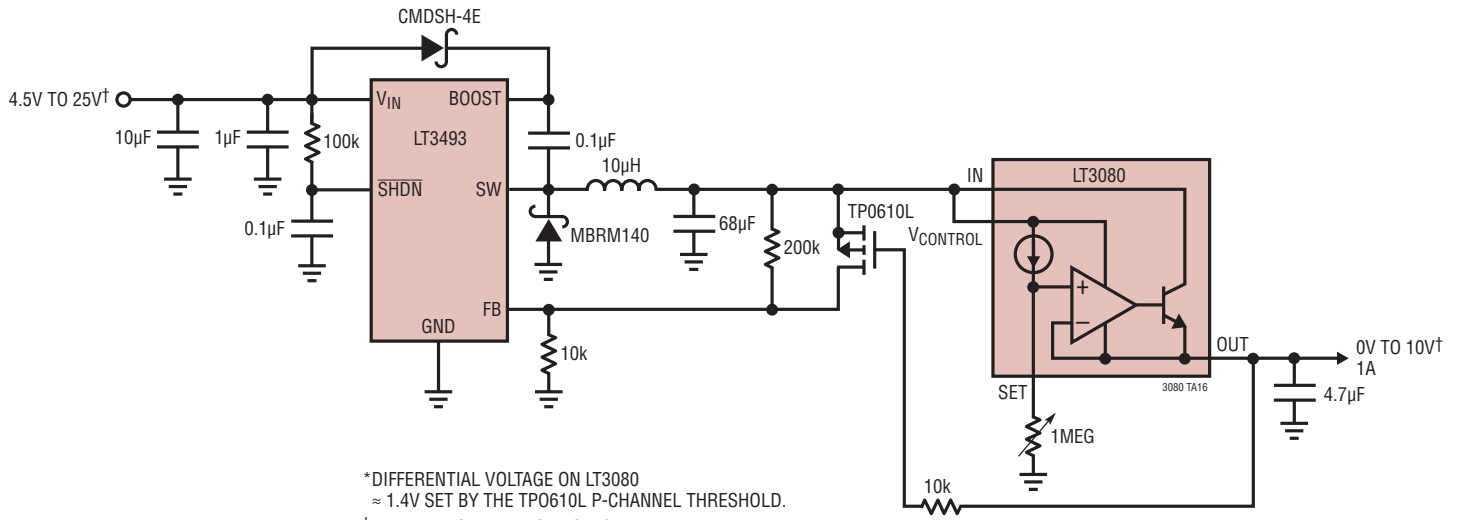 CMDSH-4E
4.5V TO 25V†
VIN
BOOST
LT3493
10µF
1µF
100k
0.1µF
10µH
SHDN
SW
0.1µF
MBRM140
68µF
200k
TP0610L
IN
LT3080
VCONTROL
+
–
FB
GND
10k
OUT
0V TO 10V†
1A
3080 TA16
4.7µF
SET
1MEG
10k
*DIFFERENTIAL VOLTAGE ON LT3080
≈ 1.4V SET BY THE TP0610L P-CHANNEL THRESHOLD.